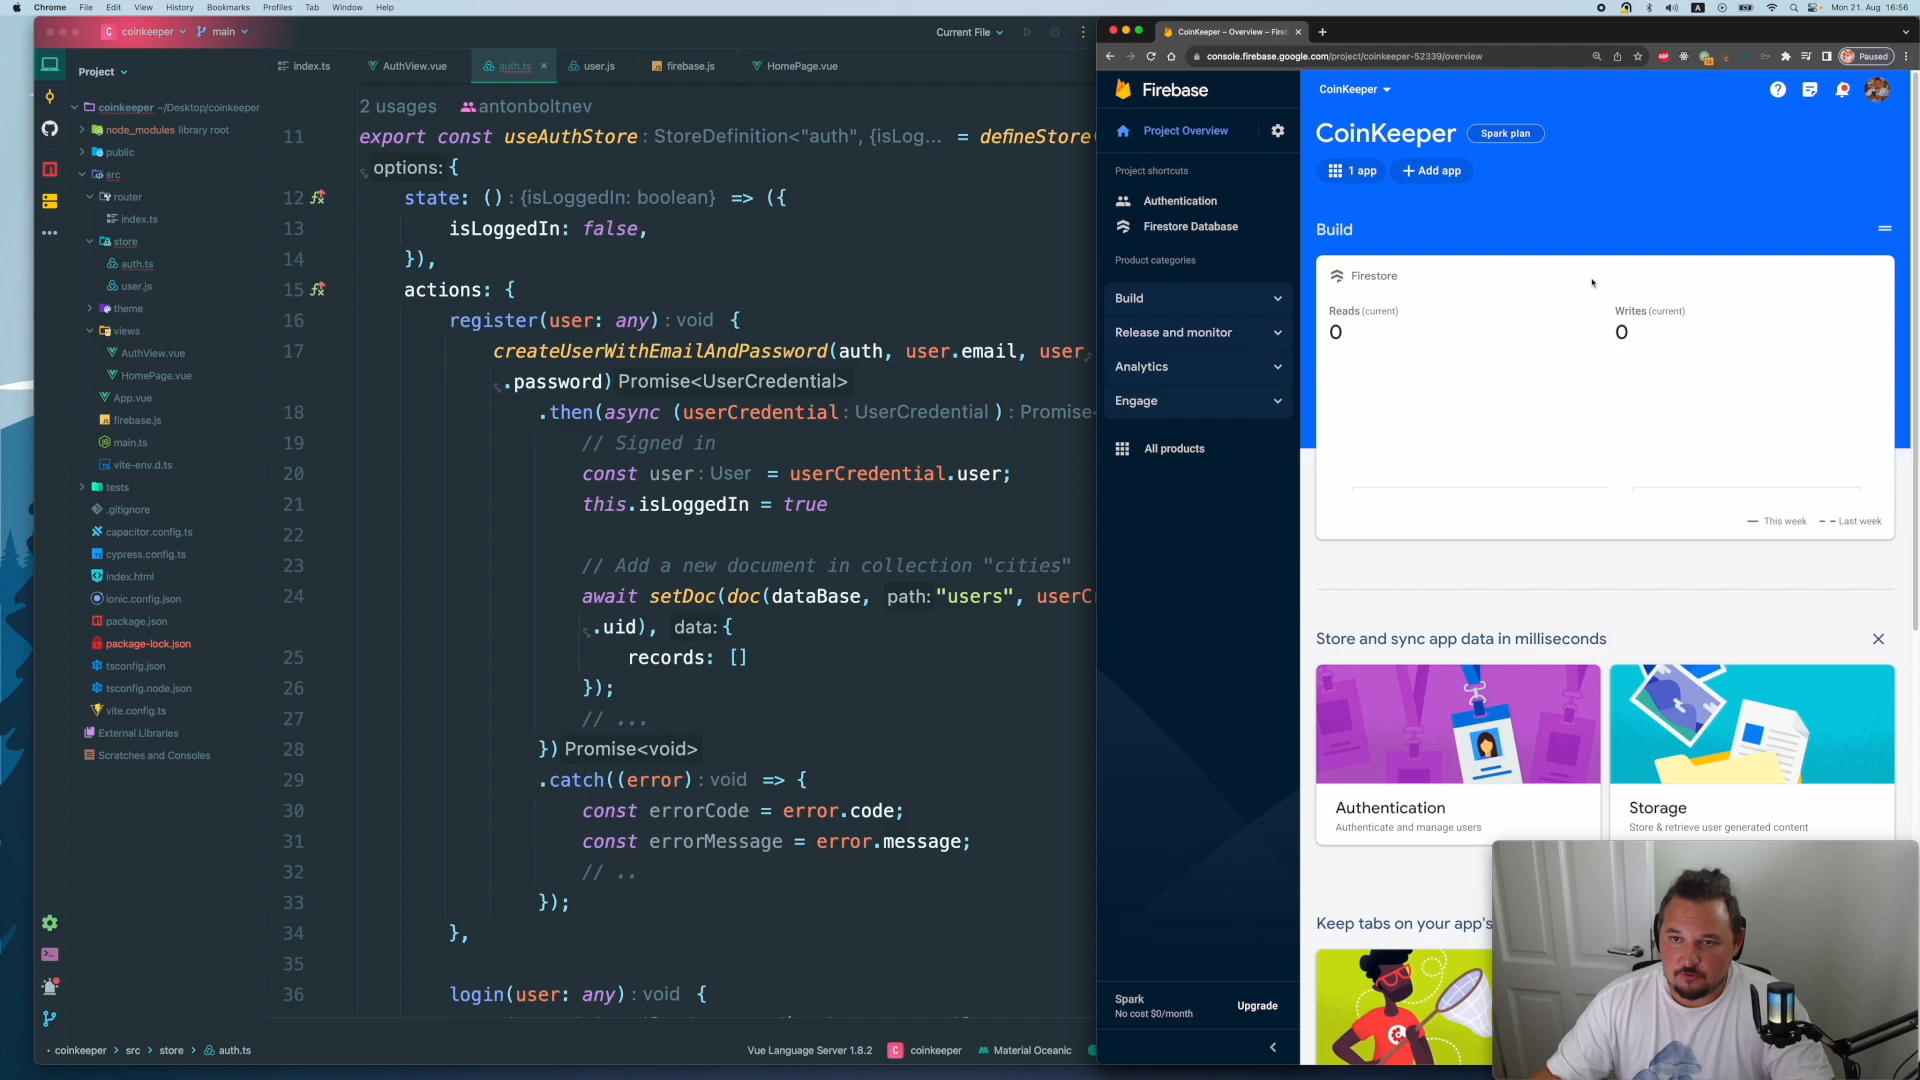 Chrome File Edit View History Bookmarks Profiles Tab Window Help
Mon 21. Aug 16:56
C coinkeeper main
Current File
CoinKeeper – Overview – Fire
Project
index.ts AuthView.vue auth.ts user.js firebase.js HomePage.vue
console.firebase.google.com/project/coinkeeper-52339/overview
Paused
coinkeeper ~/Desktop/coinkeeper
node_modules library root
public
src
router
index.ts
store
auth.ts
user.js
theme
views
AuthView.vue
HomePage.vue
App.vue
firebase.js
main.ts
vite-env.d.ts
tests
.gitignore
capacitor.config.ts
cypress.config.ts
index.html
ionic.config.json
package.json
package-lock.json
tsconfig.json
tsconfig.node.json
vite.config.ts
External Libraries
Scratches and Consoles
2 usages antonboltnev
11 export const useAuthStore : StoreDefinition<"auth", {isLog... = defineStore(
options: {
12 state: () : {isLoggedIn: boolean} => ({
13 isLoggedIn: false,
14 }),
15 actions: {
16 register(user: any) : void {
17 createUserWithEmailAndPassword(auth, user.email, user
.password) Promise<UserCredential>
18 .then(async (userCredential : UserCredential ) : Promise<
19 // Signed in
20 const user : User = userCredential.user;
21 this.isLoggedIn = true
22
23 // Add a new document in collection "cities"
24 await setDoc(doc(dataBase, path: "users", userCr
.uid), data: {
25 records: []
26 });
27 // ...
28 }) Promise<void>
29 .catch((error) : void => {
30 const errorCode = error.code;
31 const errorMessage = error.message;
32 // ..
33 });
34 },
35
36 login(user: any) : void {
coinkeeper > src > store > auth.ts
Vue Language Server 1.8.2 C coinkeeper Material Oceanic
Firebase
Project Overview
Project shortcuts
Authentication
Firestore Database
Product categories
Build
Release and monitor
Analytics
Engage
All products
Spark
No cost $0/month
Upgrade
CoinKeeper
CoinKeeper Spark plan
1 app + Add app
Build
Firestore
Reads (current) Writes (current)
0 0
This week Last week
Store and sync app data in milliseconds
Authentication
Authenticate and manage users
Storage
Store & retrieve user generated content
Keep tabs on your app's